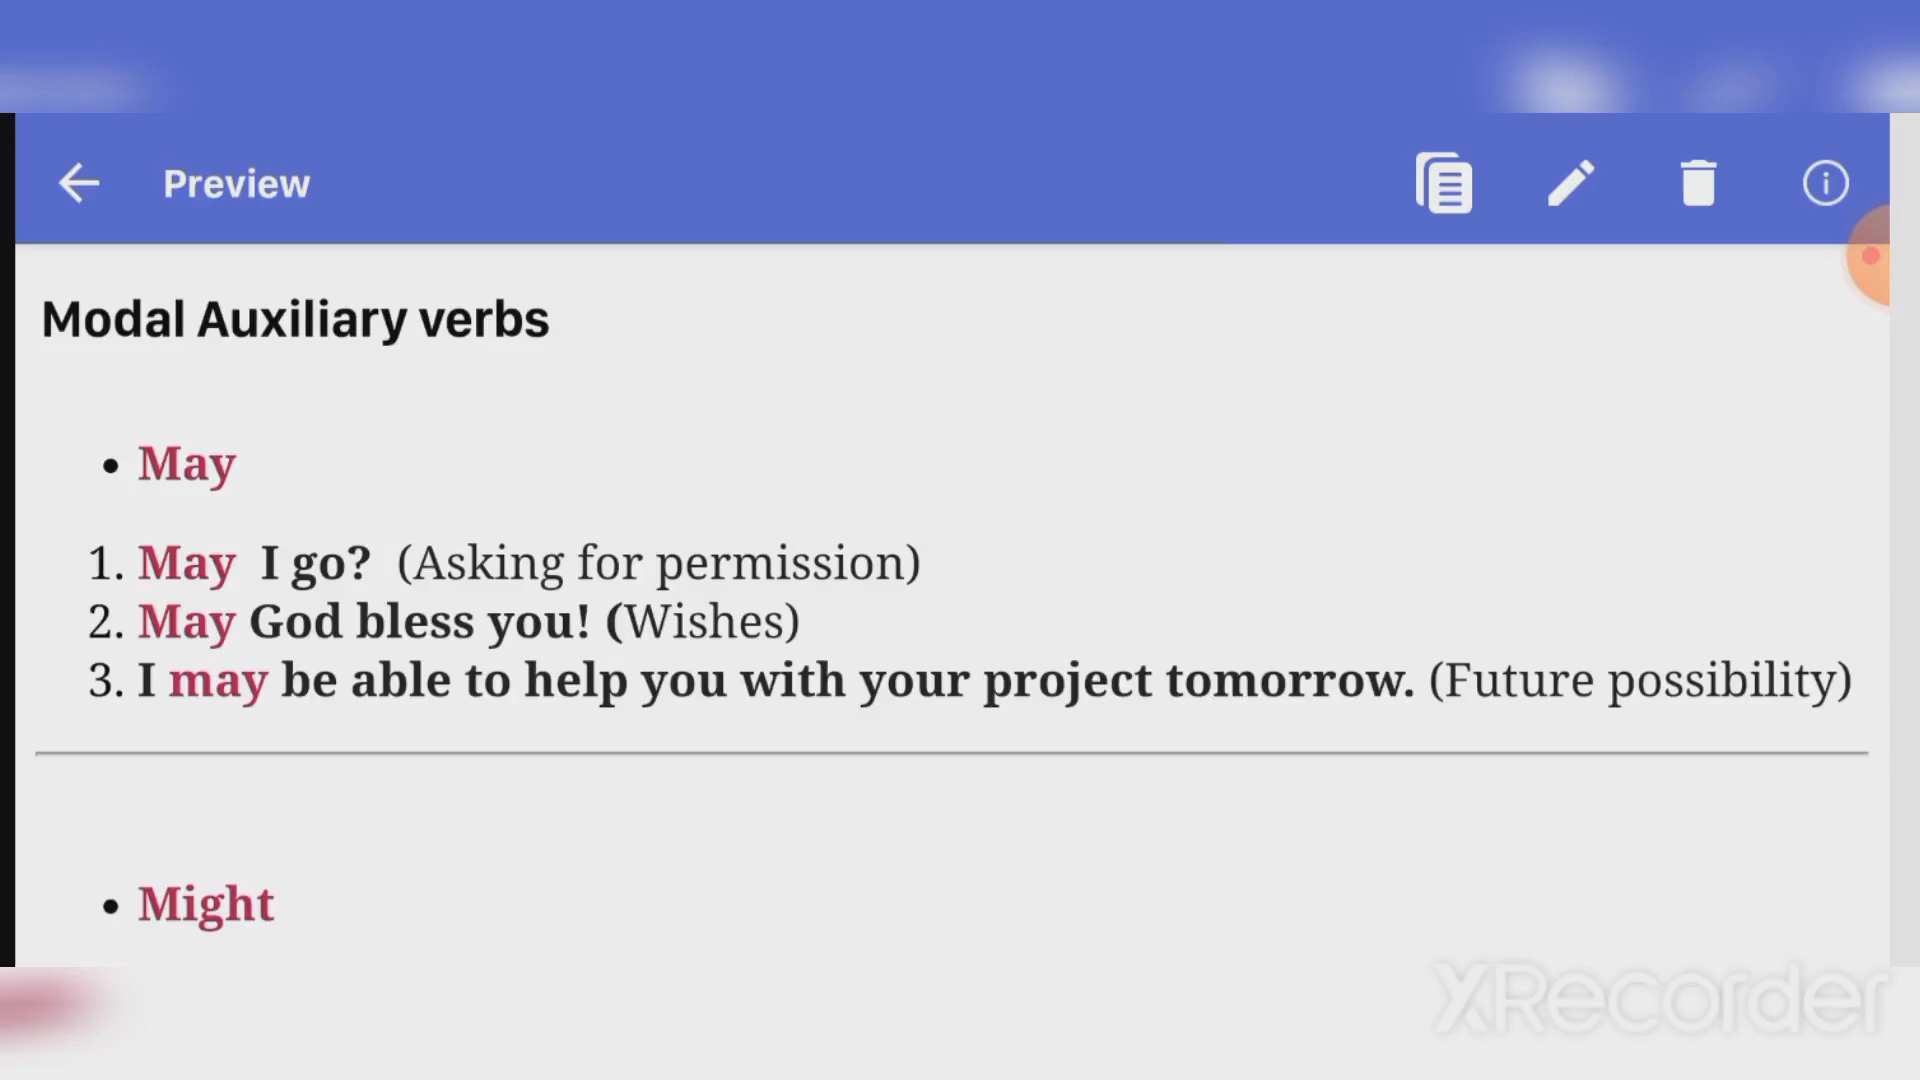 Preview
Modal Auxiliary verbs
• May
1. May I go? (Asking for permission)
2. May God bless you! (Wishes)
3. I may be able to help you with your project tomorrow. (Future possibility)
• Might
XRecorder